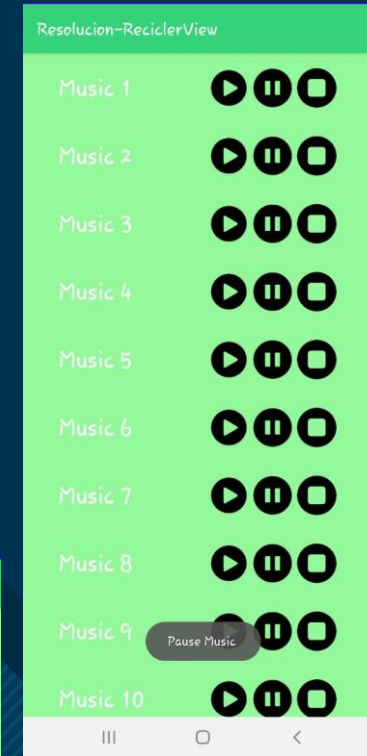 Resolucion-ReciclerView
Music 1
Music 2
Music 3
Music 4
Music 5
Music 6
Music 7
Music 8
Music 9
Pause Music
Music 10